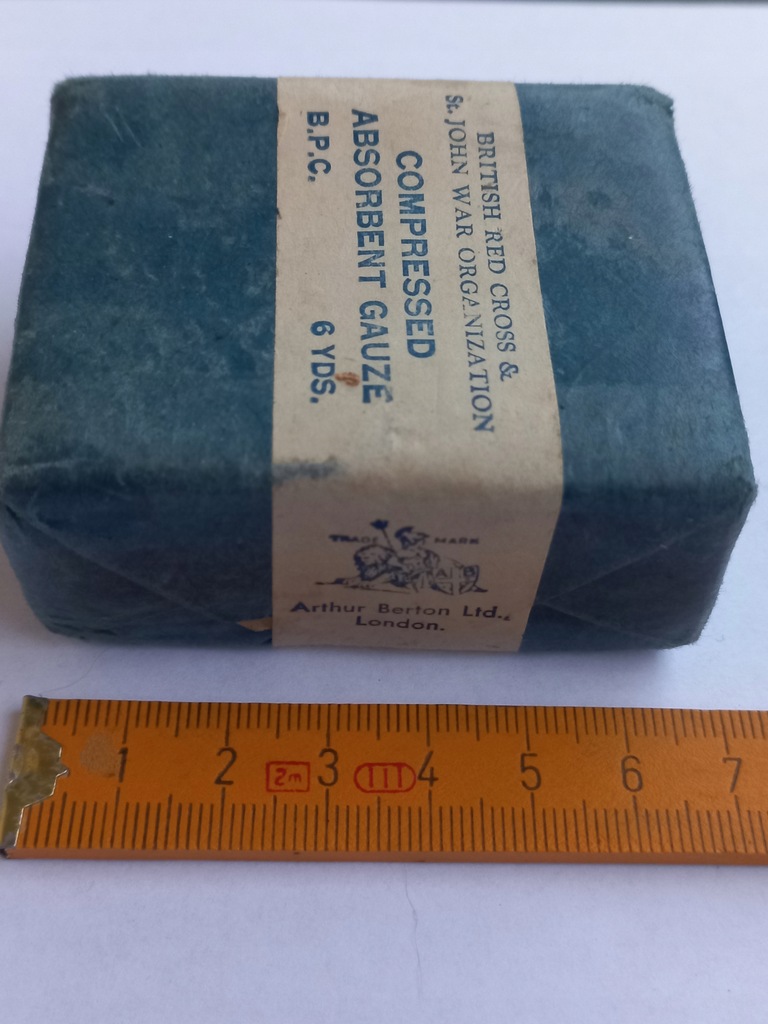 BRITISH RED CROSS &
St. JOHN WAR ORGANIZATION
COMPRESSED
ABSORBENT GAUZE
B.P.C. 6 YDS.
TRADE MARK
A B
Arthur Berton Ltd.,
London.
1 2 2m 3 III 4 5 6 7